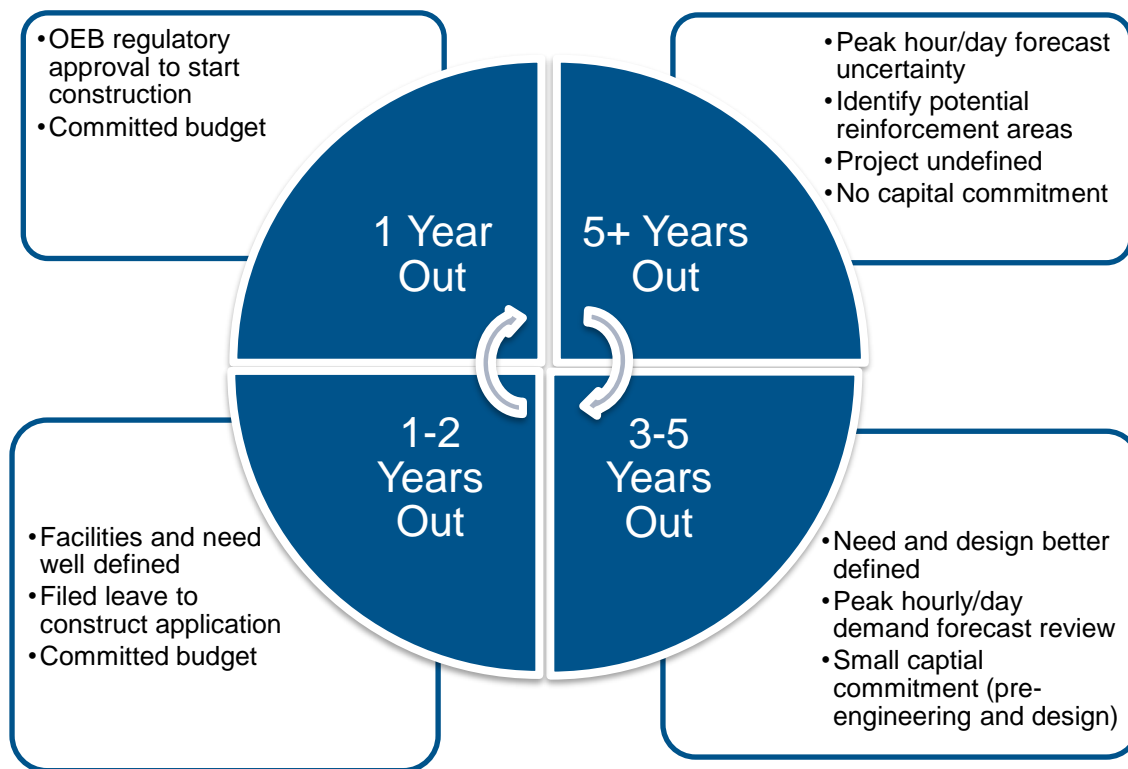 •OEB regulatory
approval to start
construction
•Committed budget
•Peak hour/day forecast
uncertainty
•Identify potential
reinforcement areas
•Project undefined
•No capital commitment
1 Year
Out
5+ Years
Out
1-2
Years
Out
3-5
Years
Out
•Facilities and need
well defined
•Filed leave to
construct application
•Committed budget
•Need and design better
defined
•Peak hourly/day
demand forecast review
•Small captial
commitment (pre-
engineering and design)